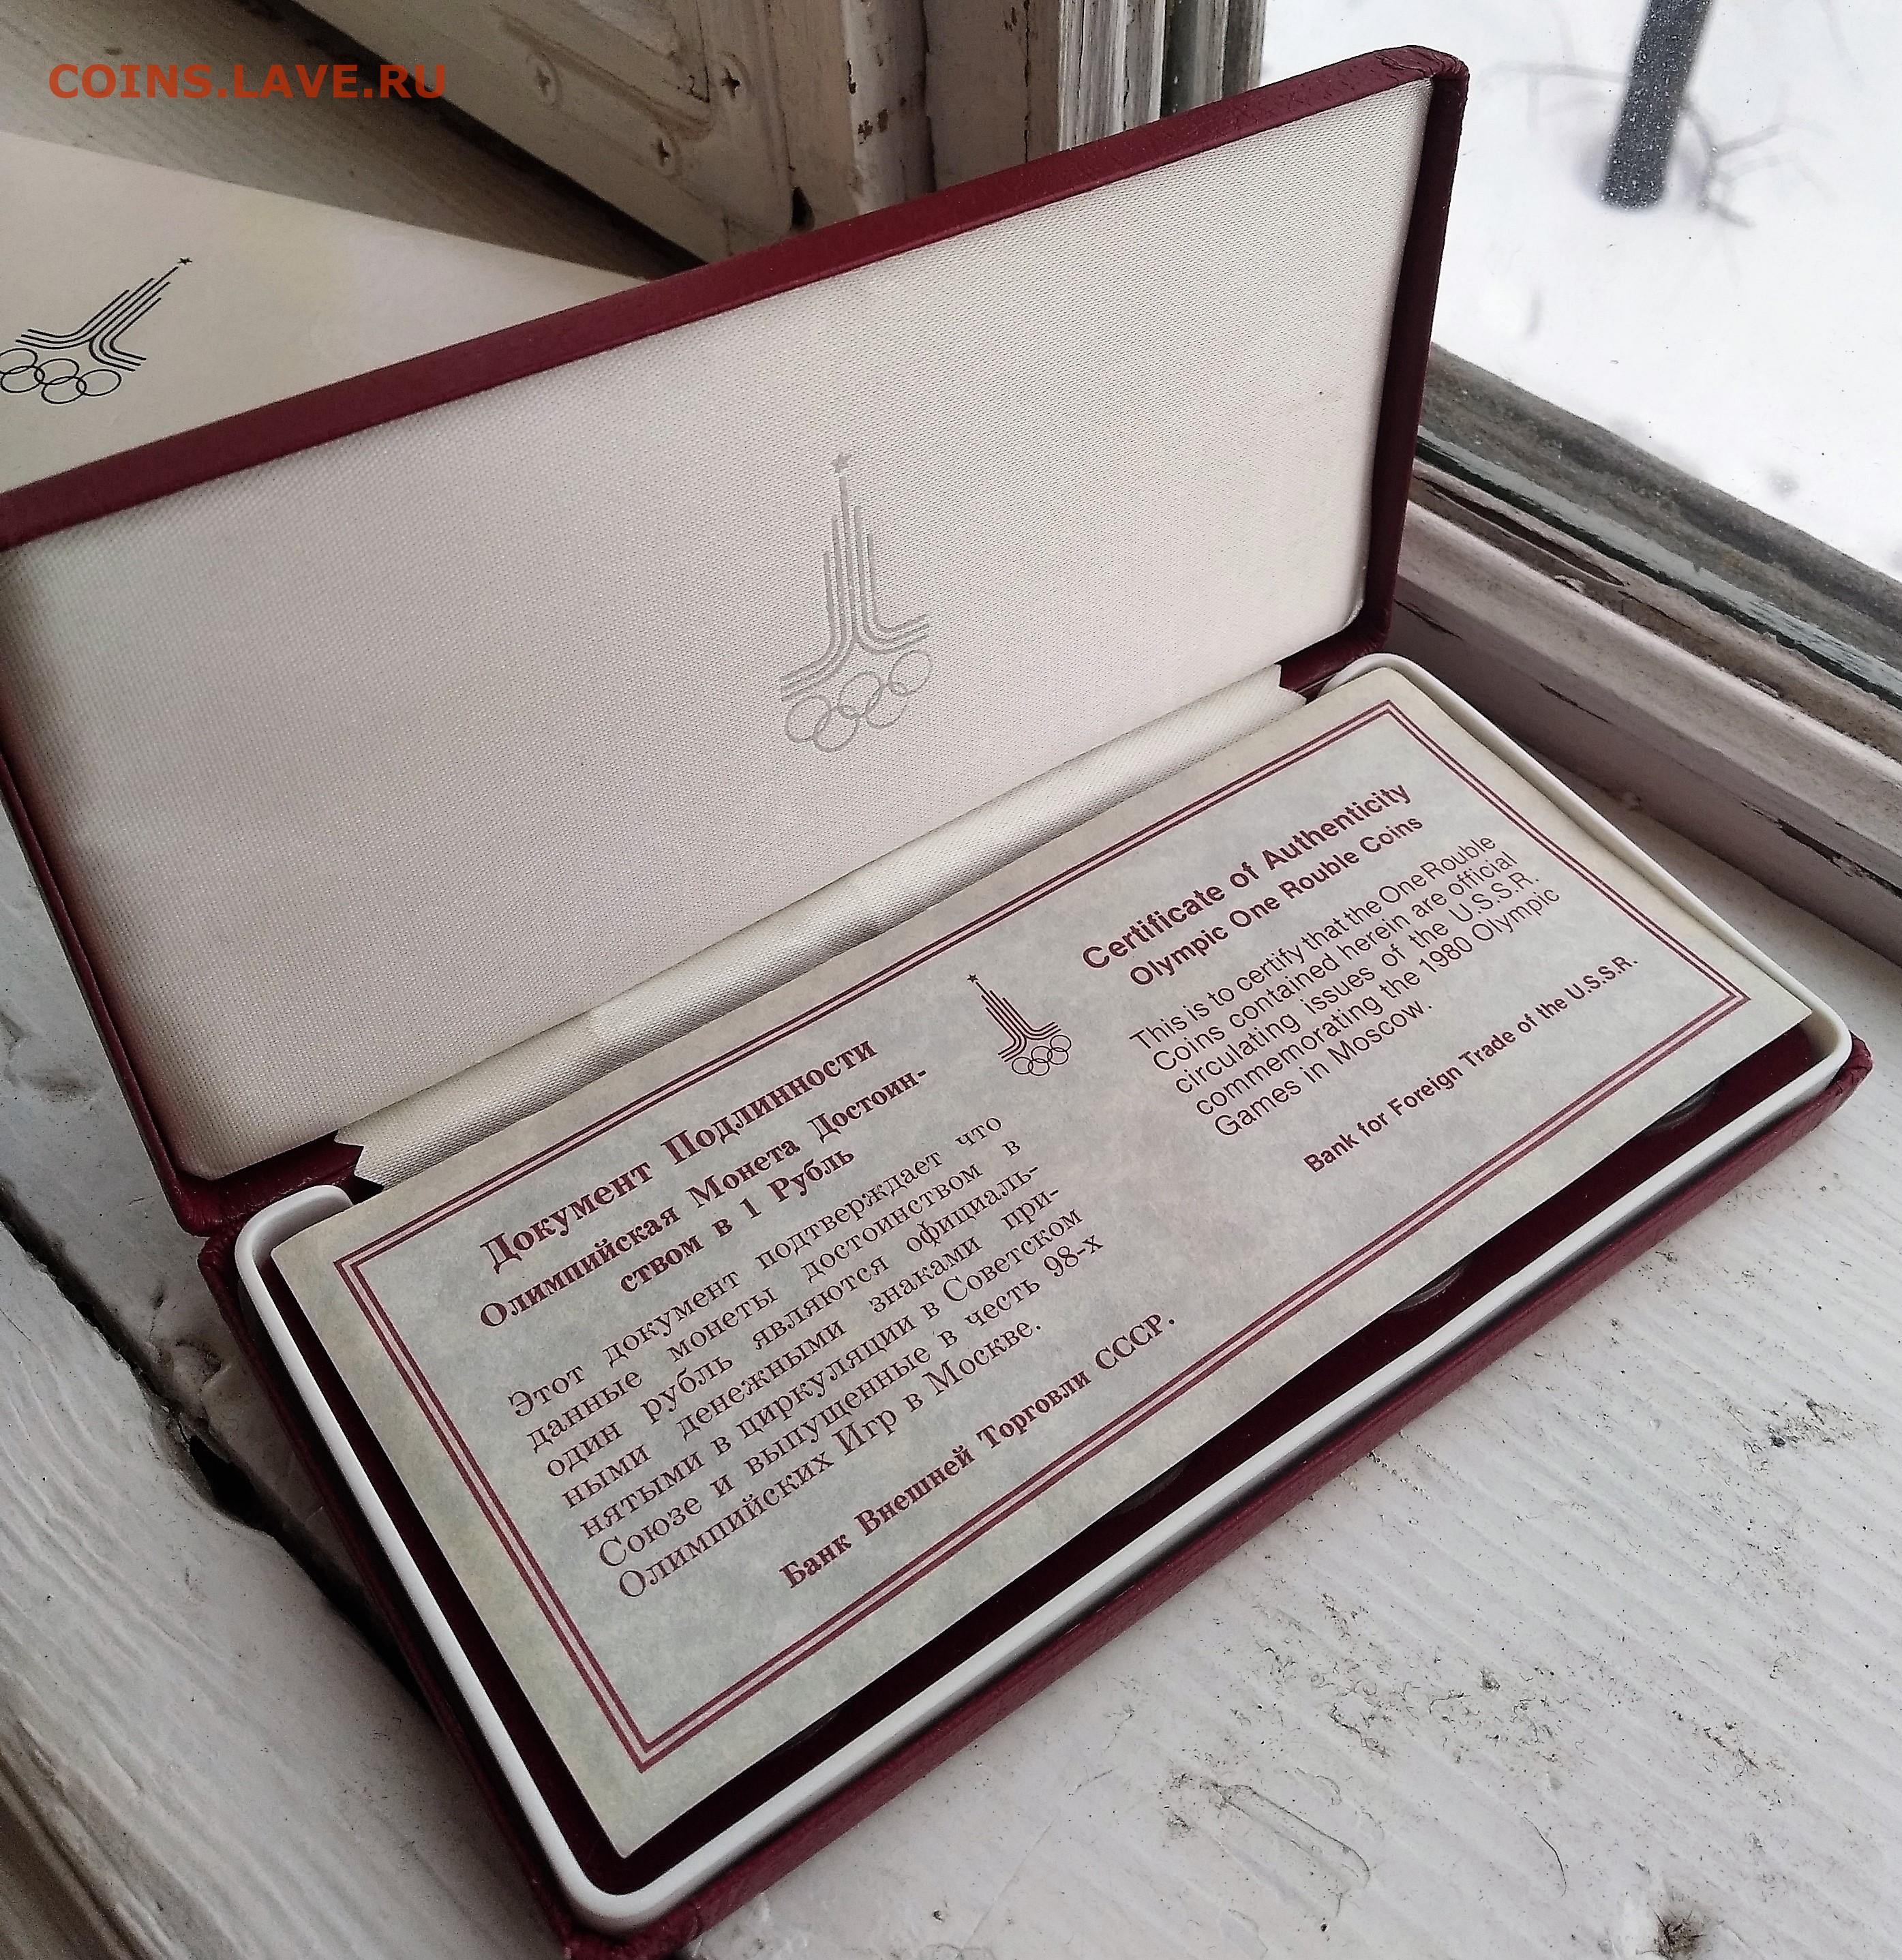 COINS.LAVE.RU
Документ Подлинности
Олимпийская Монета Достоин-
ством в 1 Рубль
Этот документ подтверждает что
данные монеты достоинством в
один рубль являются официаль-
ными денежными знаками при-
нятыми в циркуляции в Советском
Союзе и выпущенные в честь 98-х
Олимпийских Игр в Москве.
Банк Внешней Торговли СССР.
Certificate of Authenticity
Olympic One Rouble Coins
This is to certify that the One Rouble
Coins contained herein are official
circulating issues of the U.S.S.R.
commemorating the 1980 Olympic
Games in Moscow.
Bank for Foreign Trade of the U.S.S.R.